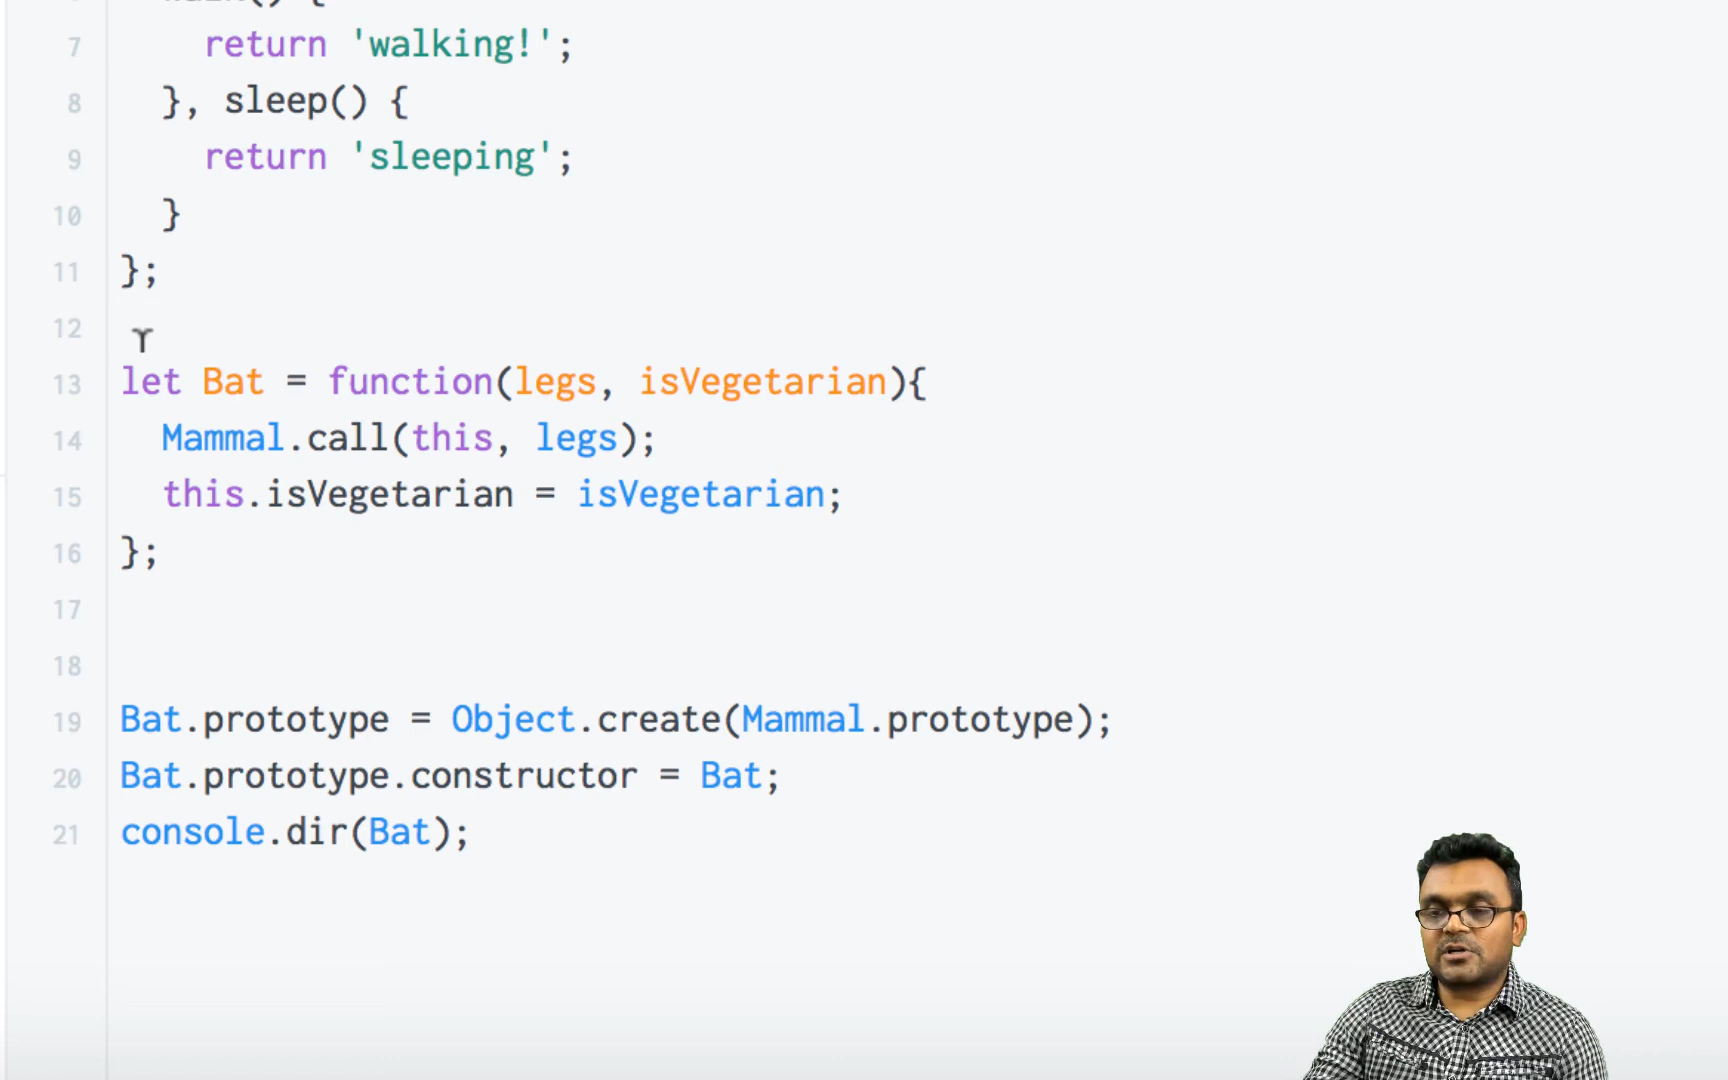 7 return 'walking!';
8 }, sleep() {
9 return 'sleeping';
10 }
11 };
12
13 let Bat = function(legs, isVegetarian){
14 Mammal.call(this, legs);
15 this.isVegetarian = isVegetarian;
16 };
17
18
19 Bat.prototype = Object.create(Mammal.prototype);
20 Bat.prototype.constructor = Bat;
21 console.dir(Bat);